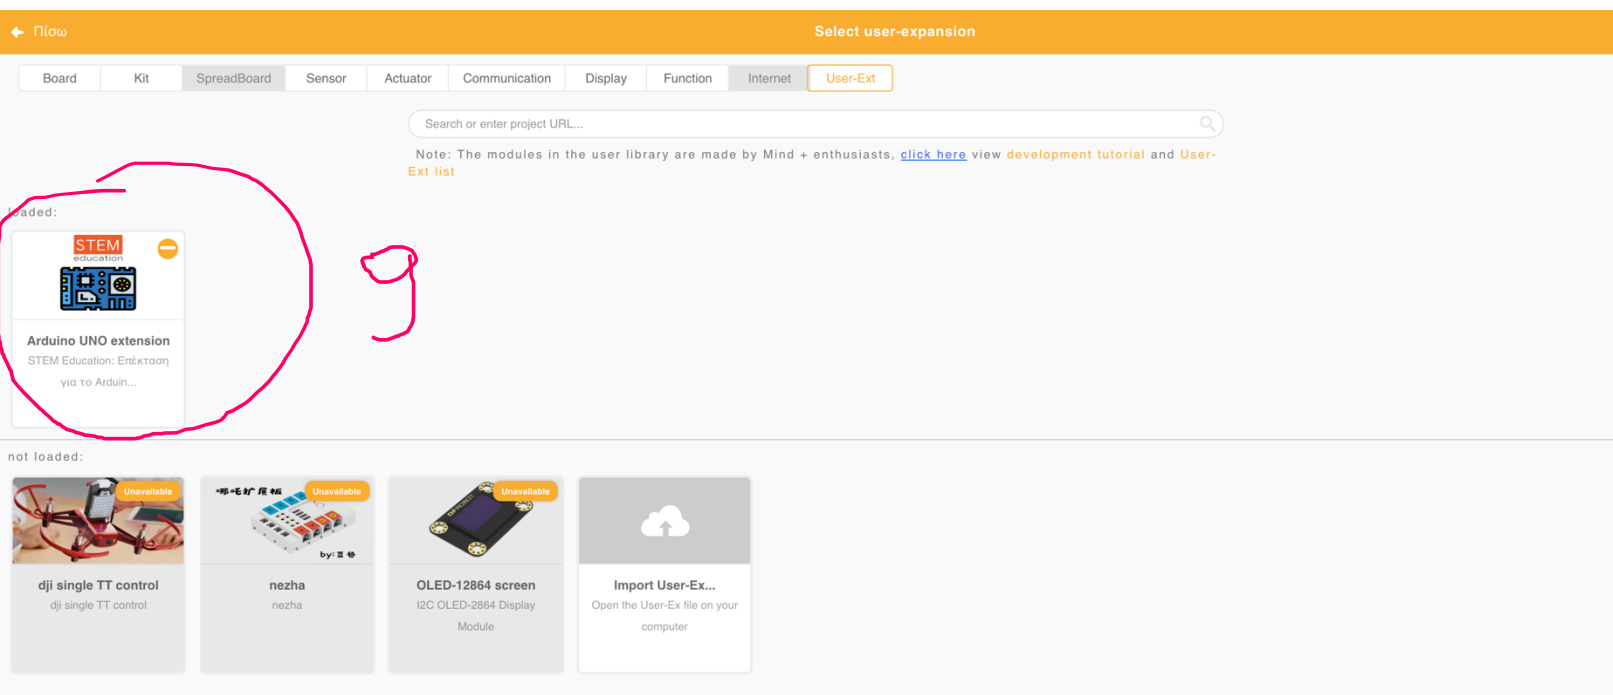 Πίσω
Select user-expansion
Board Kit SpreadBoard Sensor Actuator Communication Display Function Internet User-Ext
Search or enter project URL...
Note: The modules in the user library are made by Mind + enthusiasts, click here view development tutorial and User-
Ext list
loaded:
STEM
education
Arduino UNO extension
STEM Education: Επέκταση
για το Arduin...
9
not loaded:
Unavailable
dji single TT control
dji single TT control
Unavailable
nezha
nezha
Unavailable
OLED-12864 screen
I2C OLED-2864 Display
Module
Import User-Ex...
Open the User-Ex file on your
computer